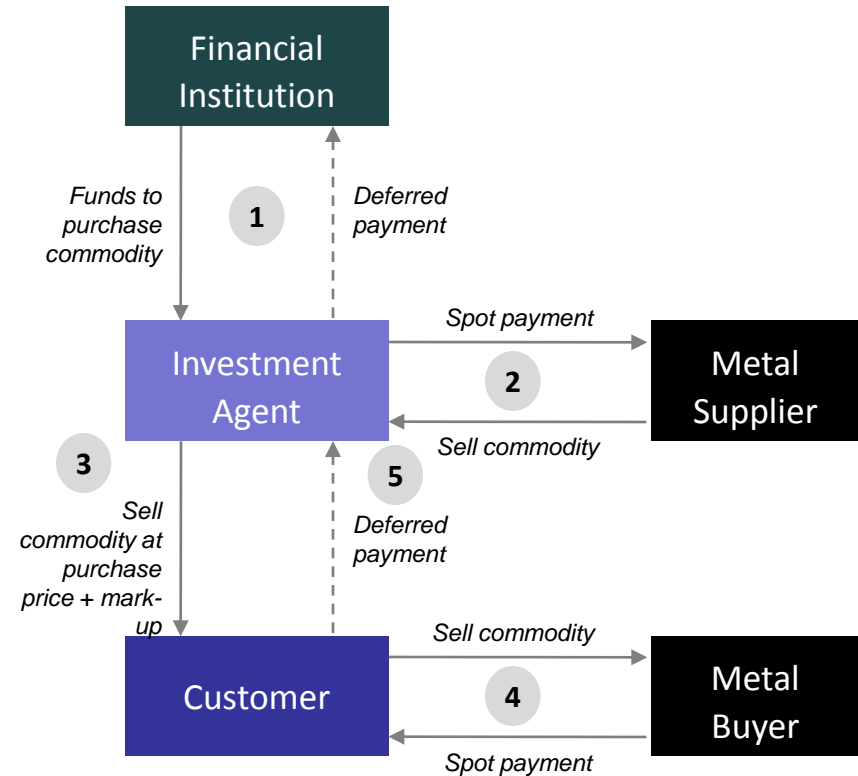 Financial
Institution
Funds to
purchase
commodity
1
Deferred
payment
Investment
Agent
Spot payment
2
Sell commodity
Metal
Supplier
3
Sell
commodity at
purchase
price + mark-
up
5
Deferred
payment
Customer
Sell commodity
4
Spot payment
Metal
Buyer